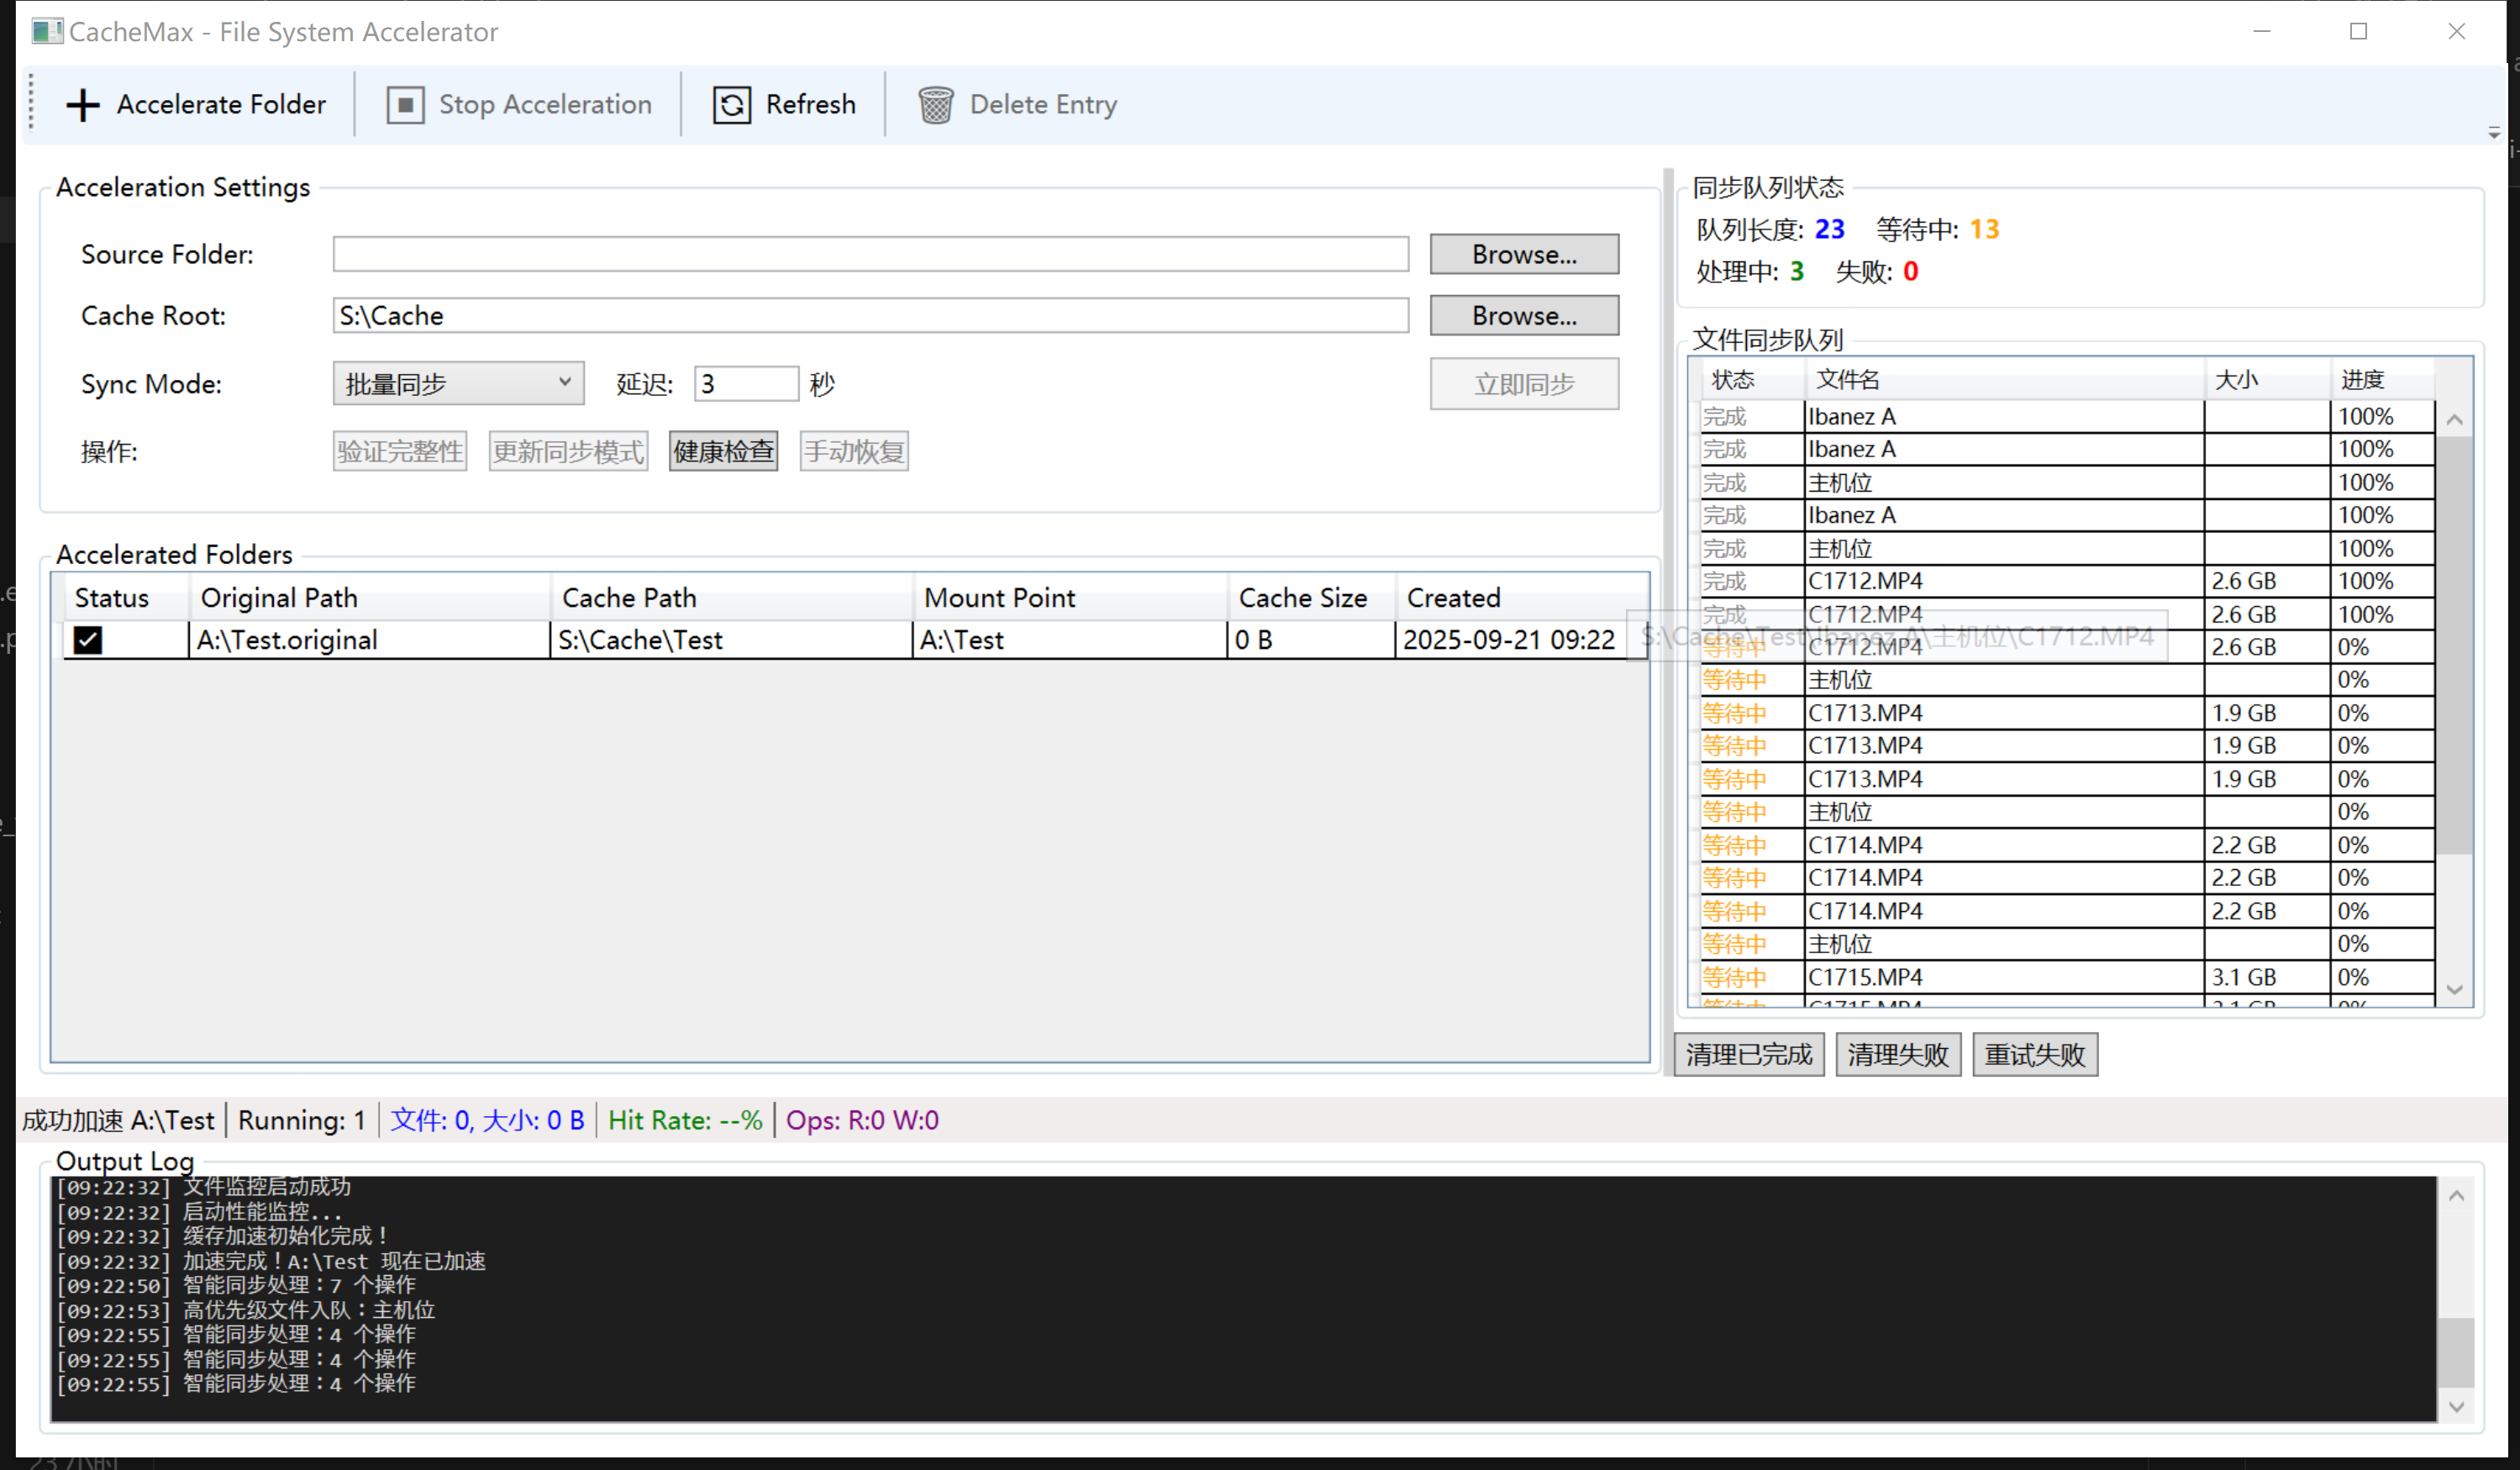 CacheMax - File System Accelerator
Accelerate Folder
Stop Acceleration
Refresh
Delete Entry
Acceleration Settings
Source Folder:
Browse...
Cache Root:
S:\Cache
Browse...
Sync Mode:
批量同步
延迟:
3
秒
立即同步
操作:
验证完整性
更新同步模式
健康检查
手动恢复
Accelerated Folders
Status Original Path Cache Path Mount Point Cache Size Created
A:\Test.original S:\Cache\Test A:\Test 0 B 2025-09-21 09:22
同步队列状态
队列长度: 23 等待中: 13
处理中: 3 失败: 0
文件同步队列
状态 文件名 大小 进度
完成 Ibanez A 100%
完成 Ibanez A 100%
完成 主机位 100%
完成 Ibanez A 100%
完成 主机位 100%
完成 C1712.MP4 2.6 GB 100%
完成 C1712.MP4 2.6 GB 100%
S:\Cache\Test\Ibanez A\主机位\C1712.MP4
等待中 C1712.MP4 2.6 GB 0%
等待中 主机位 0%
等待中 C1713.MP4 1.9 GB 0%
等待中 C1713.MP4 1.9 GB 0%
等待中 C1713.MP4 1.9 GB 0%
等待中 主机位 0%
等待中 C1714.MP4 2.2 GB 0%
等待中 C1714.MP4 2.2 GB 0%
等待中 C1714.MP4 2.2 GB 0%
等待中 主机位 0%
等待中 C1715.MP4 3.1 GB 0%
等待中 C1715.MP4 3.1 GB 0%
清理已完成
清理失败
重试失败
成功加速 A:\Test Running: 1 文件: 0, 大小: 0 B Hit Rate: --% Ops: R:0 W:0
Output Log
[09:22:32] 文件监控启动成功
[09:22:32] 启动性能监控...
[09:22:32] 缓存加速初始化完成！
[09:22:32] 加速完成！A:\Test 现在已加速
[09:22:50] 智能同步处理：7 个操作
[09:22:53] 高优先级文件入队：主机位
[09:22:55] 智能同步处理：4 个操作
[09:22:55] 智能同步处理：4 个操作
[09:22:55] 智能同步处理：4 个操作